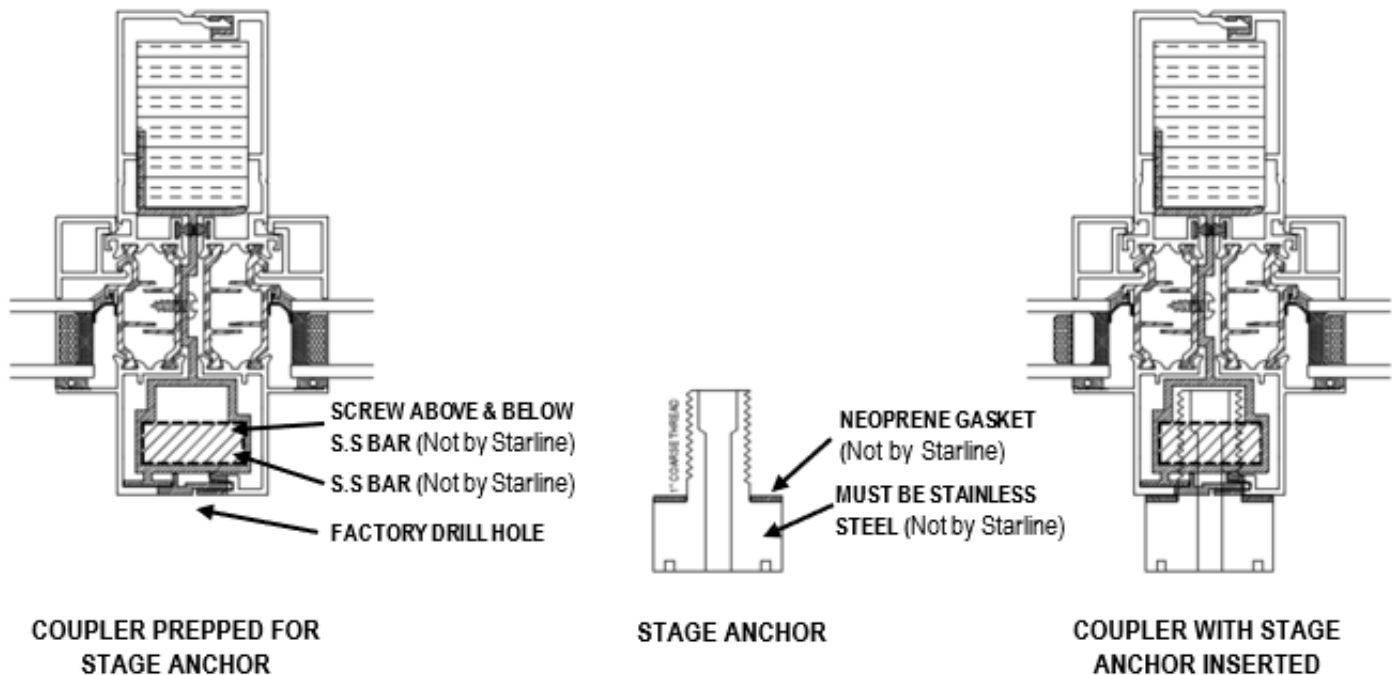 SCREW ABOVE & BELOW
S.S BAR (Not by Starline)
S.S BAR (Not by Starline)
FACTORY DRILL HOLE
COUPLER PREPPED FOR
STAGE ANCHOR
1" COARSE THREAD
NEOPRENE GASKET
(Not by Starline)
MUST BE STAINLESS
STEEL (Not by Starline)
STAGE ANCHOR
COUPLER WITH STAGE
ANCHOR INSERTED